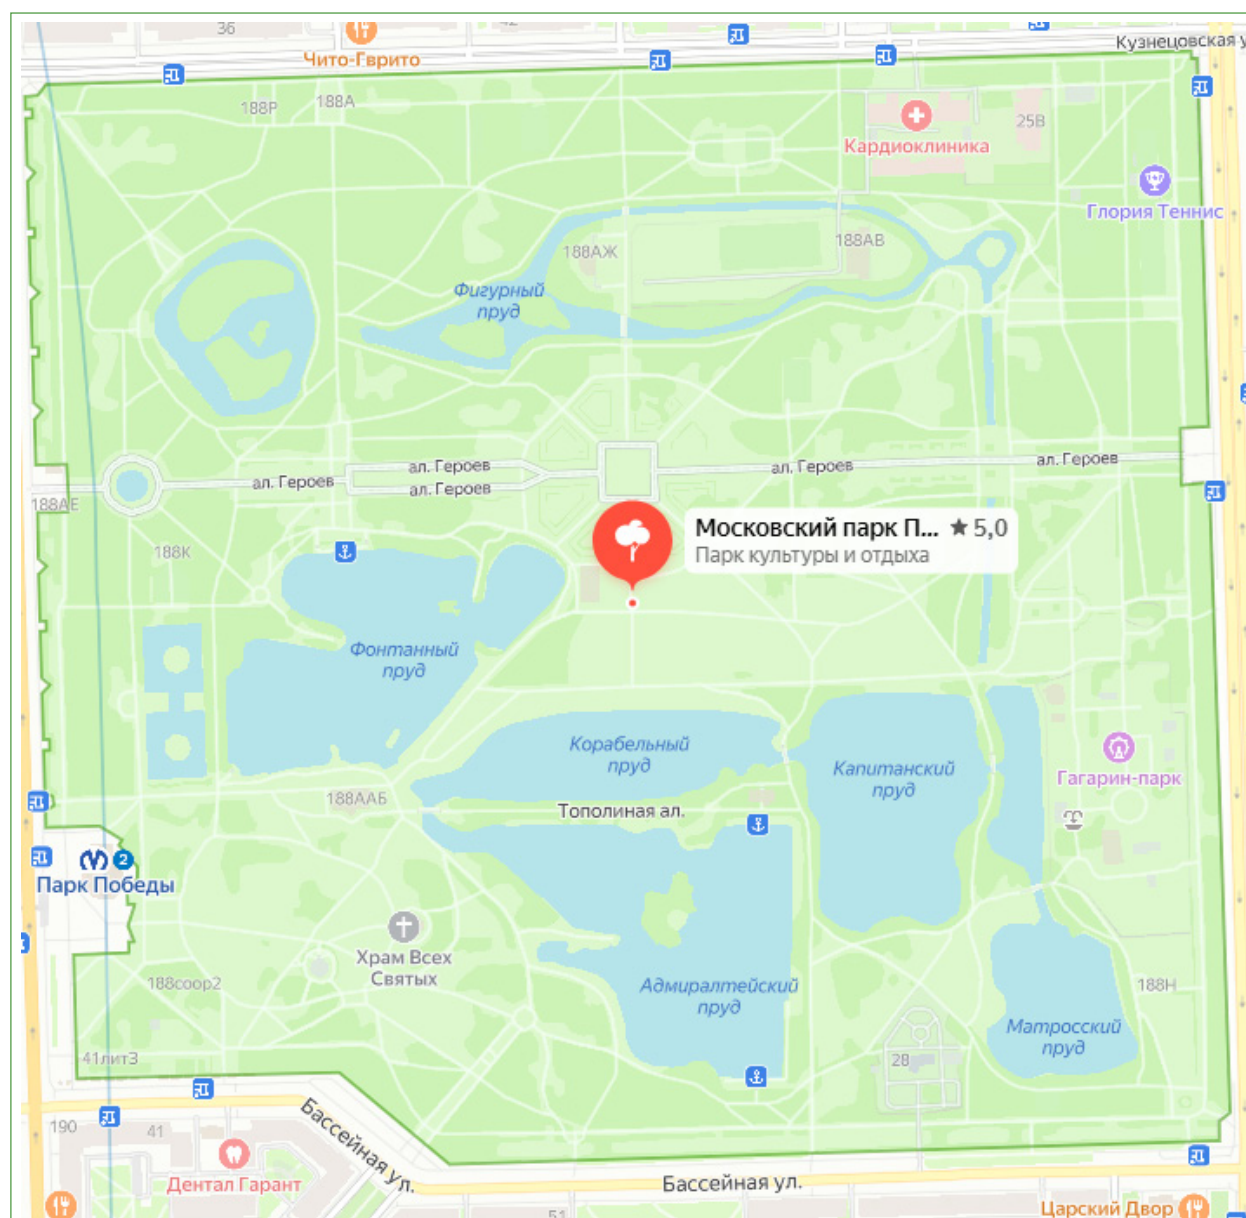 36
42
Чито-Гврито
Кузнецовская у
188Р
188А
Кардиоклиника
25В
Глория Теннис
188АЖ
188АВ
Фигурный
пруд
ал. Героев
ал. Героев
ал. Героев
ал. Героев
ал. Героев
188АЕ
188К
Московский парк П... ★ 5,0
Парк культуры и отдыха
Фонтанный
пруд
Корабельный
пруд
Капитанский
пруд
Гагарин-парк
188ААБ
Тополиная ал.
2
Парк Победы
Храм Всех
Святых
188соор2
Адмиралтейский
пруд
188Н
Матросский
пруд
41лит3
28
190
41
Бассейная ул.
Дентал Гарант
Бассейная ул.
51
Царский Двор